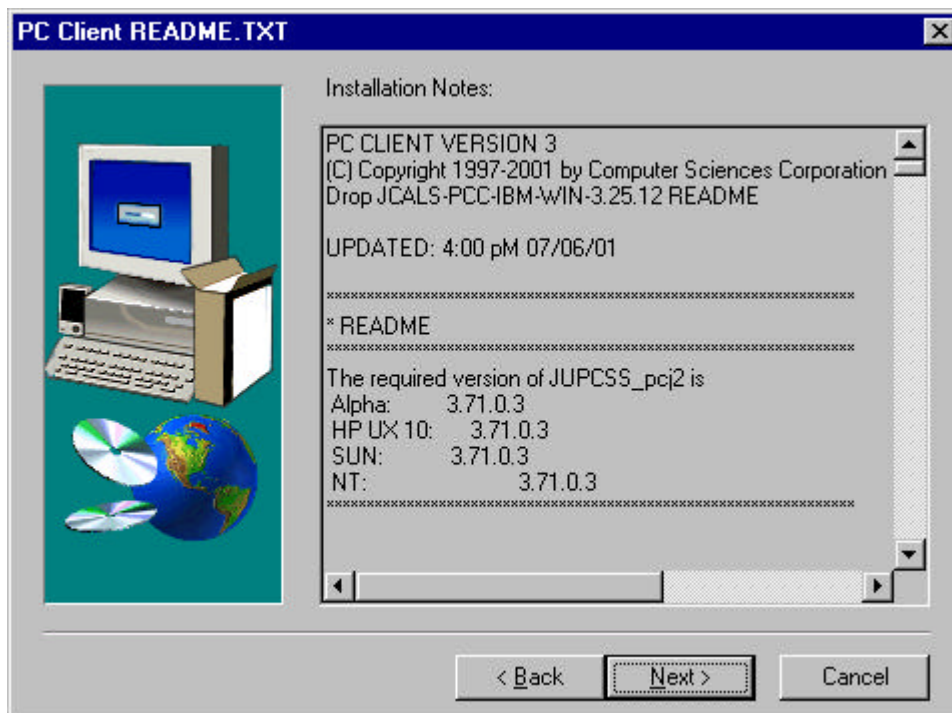 PC Client README.TXT
Installation Notes:
PC CLIENT VERSION 3
(C) Copyright 1997-2001 by Computer Sciences Corporation
Drop JCALS-PCC-IBM-WIN-3.25.12 README
UPDATED: 4:00 pM 07/06/01
************************************************************************
* README
************************************************************************
The required version of JUPCSS_pcj2 is
Alpha: 3.71.0.3
HP UX 10: 3.71.0.3
SUN: 3.71.0.3
NT: 3.71.0.3
************************************************************************
< Back
Next >
Cancel